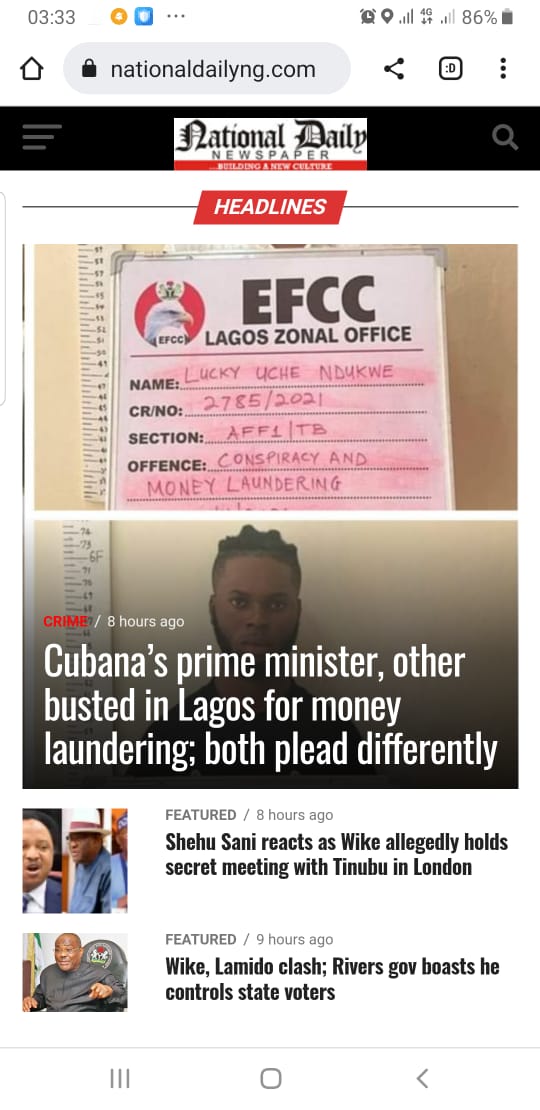 03:33
4G
86%
nationaldailyng.com
:D
National Daily
NEWSPAPER
...BUILDING A NEW CULTURE
HEADLINES
EFCC
EFCC LAGOS ZONAL OFFICE
NAME: LUCKY UCHE NDUKWE
CR/NO: 2785/2021
SECTION: AFF1|TB
OFFENCE: CONSPIRACY AND
MONEY LAUNDERING
6F
CRIME / 8 hours ago
Cubana's prime minister, other
busted in Lagos for money
laundering; both plead differently
FEATURED / 8 hours ago
Shehu Sani reacts as Wike allegedly holds
secret meeting with Tinubu in London
FEATURED / 9 hours ago
Wike, Lamido clash; Rivers gov boasts he
controls state voters